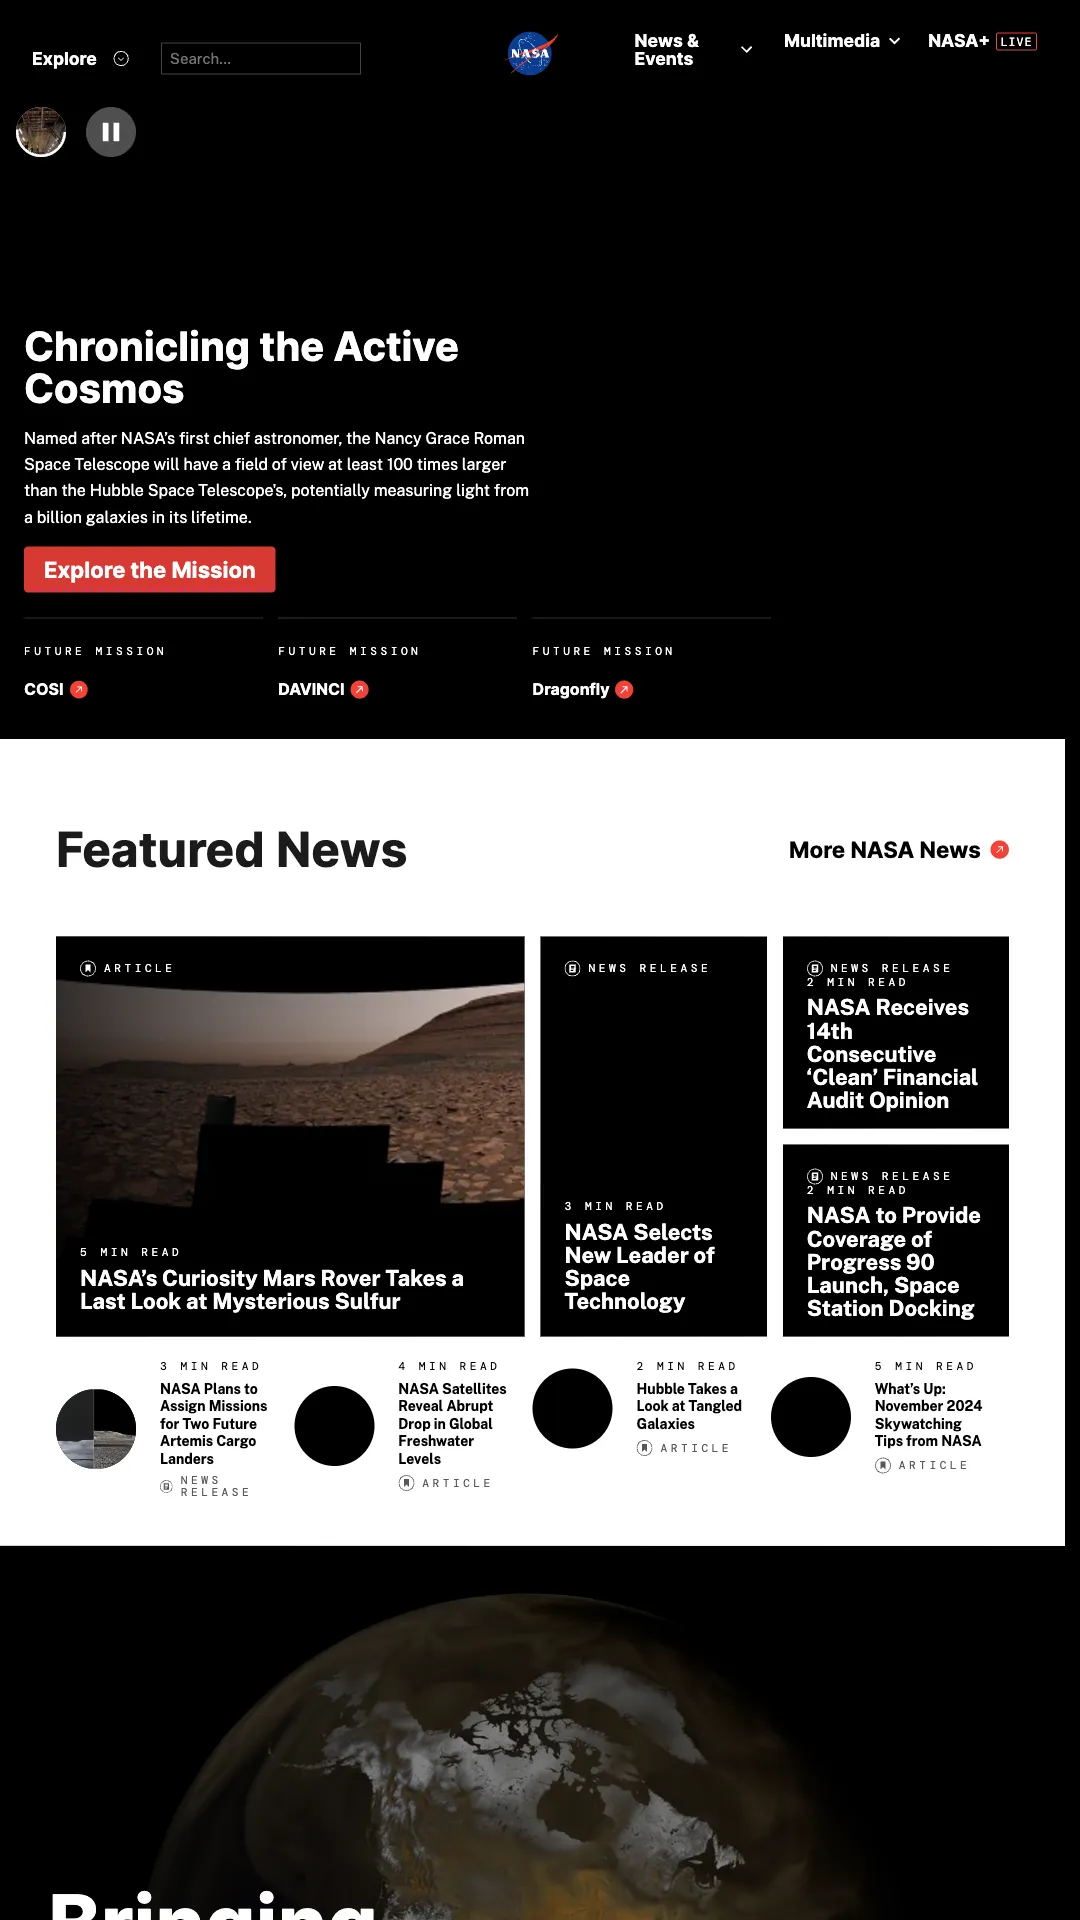 Explore
Search...
NASA
News &
Events
Multimedia
NASA+ LIVE
Chronicling the Active
Cosmos
Named after NASA’s first chief astronomer, the Nancy Grace Roman
Space Telescope will have a field of view at least 100 times larger
than the Hubble Space Telescope's, potentially measuring light from
a billion galaxies in its lifetime.
Explore the Mission
FUTURE MISSION
COSI
FUTURE MISSION
DAVINCI
FUTURE MISSION
Dragonfly
Featured News
More NASA News
ARTICLE
5 MIN READ
NASA’s Curiosity Mars Rover Takes a
Last Look at Mysterious Sulfur
NEWS RELEASE
3 MIN READ
NASA Selects
New Leader of
Space
Technology
NEWS RELEASE
2 MIN READ
NASA Receives
14th
Consecutive
‘Clean’ Financial
Audit Opinion
NEWS RELEASE
2 MIN READ
NASA to Provide
Coverage of
Progress 90
Launch, Space
Station Docking
3 MIN READ
NASA Plans to
Assign Missions
for Two Future
Artemis Cargo
Landers
NEWS
RELEASE
4 MIN READ
NASA Satellites
Reveal Abrupt
Drop in Global
Freshwater
Levels
ARTICLE
2 MIN READ
Hubble Takes a
Look at Tangled
Galaxies
ARTICLE
5 MIN READ
What’s Up:
November 2024
Skywatching
Tips from NASA
ARTICLE
Bringing